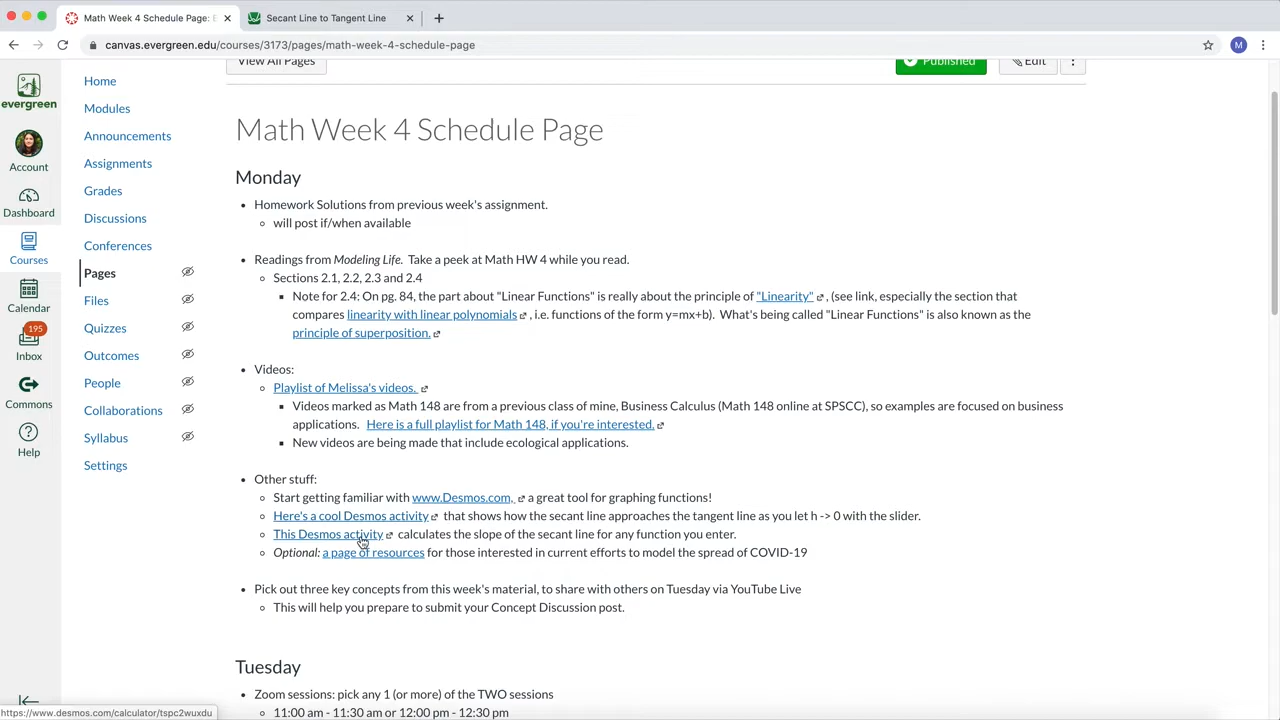 Math Week 4 Schedule Page: E
Secant Line to Tangent Line
canvas.evergreen.edu/courses/3173/pages/math-week-4-schedule-page
M
evergreen
Account
Dashboard
Courses
Calendar
195
Inbox
Commons
Help
Home
Modules
Announcements
Assignments
Grades
Discussions
Conferences
Pages
Files
Quizzes
Outcomes
People
Collaborations
Syllabus
Settings
View All Pages
Published
Edit
Math Week 4 Schedule Page
Monday
Homework Solutions from previous week's assignment.
will post if/when available
Readings from Modeling Life. Take a peek at Math HW 4 while you read.
Sections 2.1, 2.2, 2.3 and 2.4
Note for 2.4: On pg. 84, the part about "Linear Functions" is really about the principle of "Linearity" , (see link, especially the section that
compares linearity with linear polynomials , i.e. functions of the form y=mx+b). What's being called "Linear Functions" is also known as the
principle of superposition.
Videos:
Playlist of Melissa's videos.
Videos marked as Math 148 are from a previous class of mine, Business Calculus (Math 148 online at SPSCC), so examples are focused on business
applications. Here is a full playlist for Math 148, if you're interested.
New videos are being made that include ecological applications.
Other stuff:
Start getting familiar with www.Desmos.com, a great tool for graphing functions!
Here's a cool Desmos activity that shows how the secant line approaches the tangent line as you let h -> 0 with the slider.
This Desmos activity calculates the slope of the secant line for any function you enter.
Optional: a page of resources for those interested in current efforts to model the spread of COVID-19
Pick out three key concepts from this week's material, to share with others on Tuesday via YouTube Live
This will help you prepare to submit your Concept Discussion post.
Tuesday
Zoom sessions: pick any 1 (or more) of the TWO sessions
11:00 am - 11:30 am or 12:00 pm - 12:30 pm
https://www.desmos.com/calculator/tspc2wuxdu